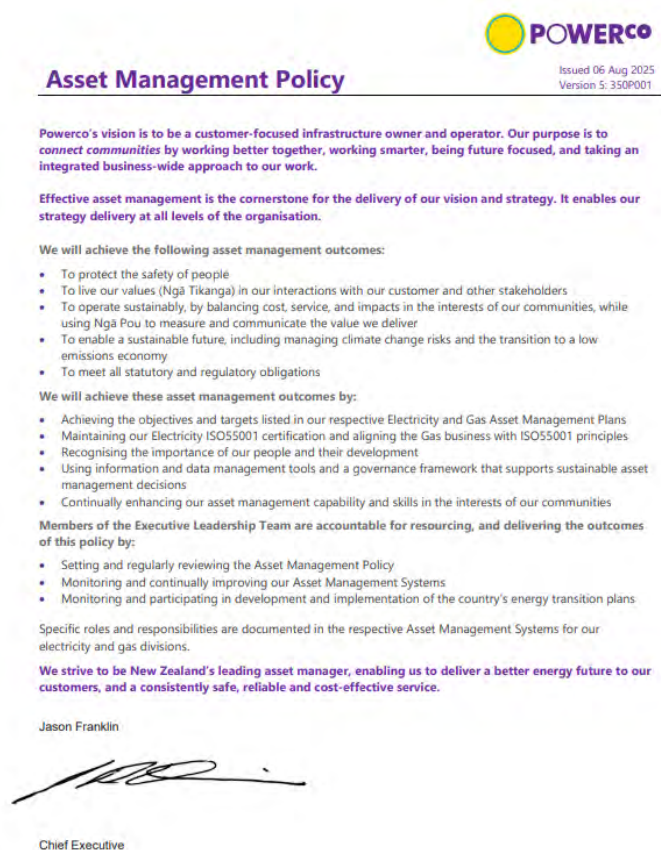 POWERCO
Asset Management Policy
Issued 06 Aug 2025
Version 5: 350P001
Powerco's vision is to be a customer-focused infrastructure owner and operator. Our purpose is to
connect communities by working better together, working smarter, being future focused, and taking an
integrated business-wide approach to our work.
Effective asset management is the cornerstone for the delivery of our vision and strategy. It enables our
strategy delivery at all levels of the organisation.
We will achieve the following asset management outcomes:
• To protect the safety of people
• To live our values (Ngā Tikanga) in our interactions with our customer and other stakeholders
• To operate sustainably, by balancing cost, service, and impacts in the interests of our communities, while
using Ngā Pou to measure and communicate the value we deliver
• To enable a sustainable future, including managing climate change risks and the transition to a low
emissions economy
• To meet all statutory and regulatory obligations
We will achieve these asset management outcomes by:
• Achieving the objectives and targets listed in our respective Electricity and Gas Asset Management Plans
• Maintaining our Electricity ISO55001 certification and aligning the Gas business with ISO55001 principles
• Recognising the importance of our people and their development
• Using information and data management tools and a governance framework that supports sustainable asset
management decisions
• Continually enhancing our asset management capability and skills in the interests of our communities
Members of the Executive Leadership Team are accountable for resourcing, and delivering the outcomes
of this policy by:
• Setting and regularly reviewing the Asset Management Policy
• Monitoring and continually improving our Asset Management Systems
• Monitoring and participating in development and implementation of the country's energy transition plans
Specific roles and responsibilities are documented in the respective Asset Management Systems for our
electricity and gas divisions.
We strive to be New Zealand's leading asset manager, enabling us to deliver a better energy future to our
customers, and a consistently safe, reliable and cost-effective service.
Jason Franklin
Chief Executive